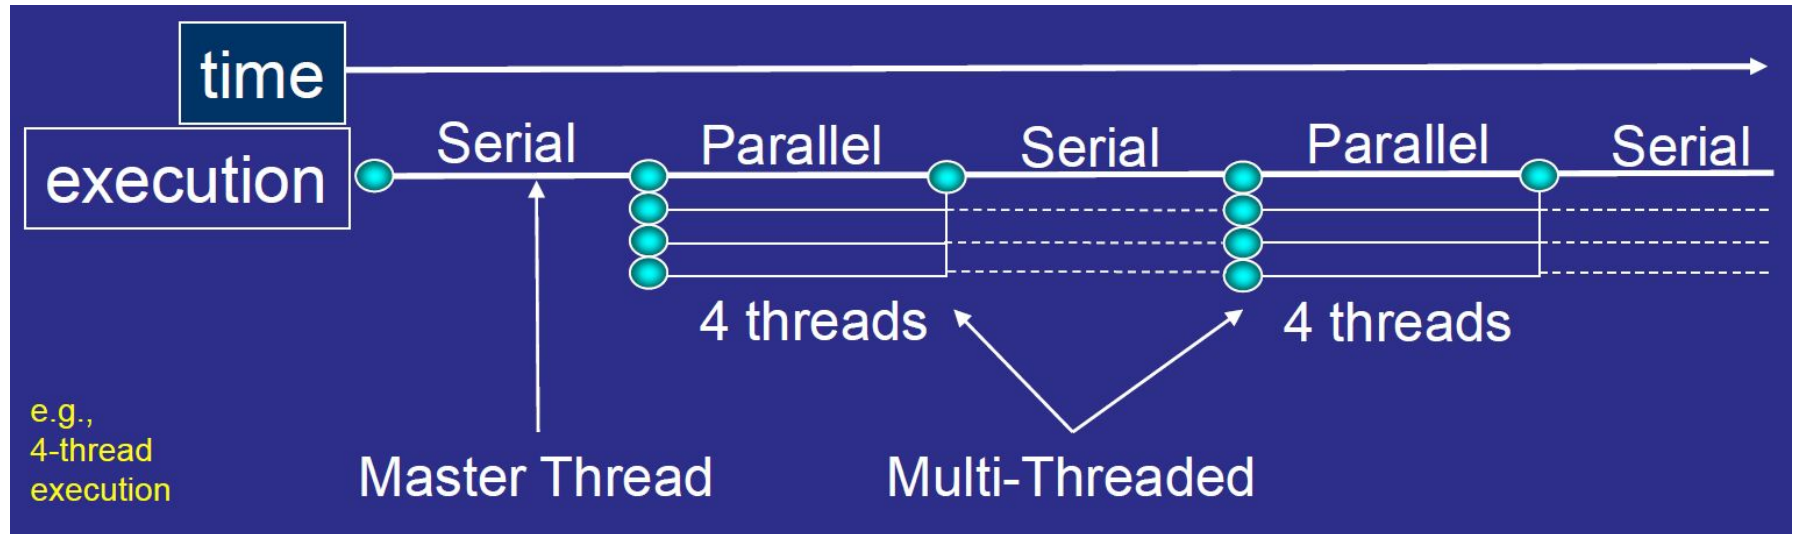 time
execution
Serial
Parallel
Serial
Parallel
Serial
4 threads
4 threads
e.g.,
4-thread
execution
Master Thread
Multi-Threaded